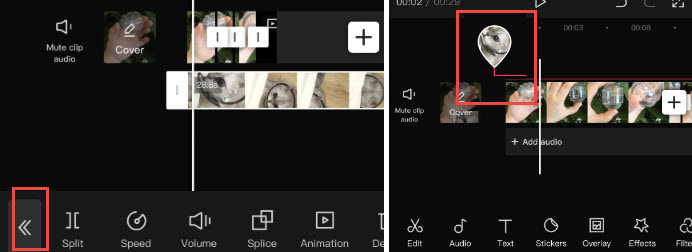 Mute clip
audio
Cover
28.8s
Split
Speed
Volume
Splice
Animation
00:02 / 00:29
00:03
00:06
Mute clip
audio
Cover
+ Add audio
Edit
Audio
Text
Stickers
Overlay
Effects